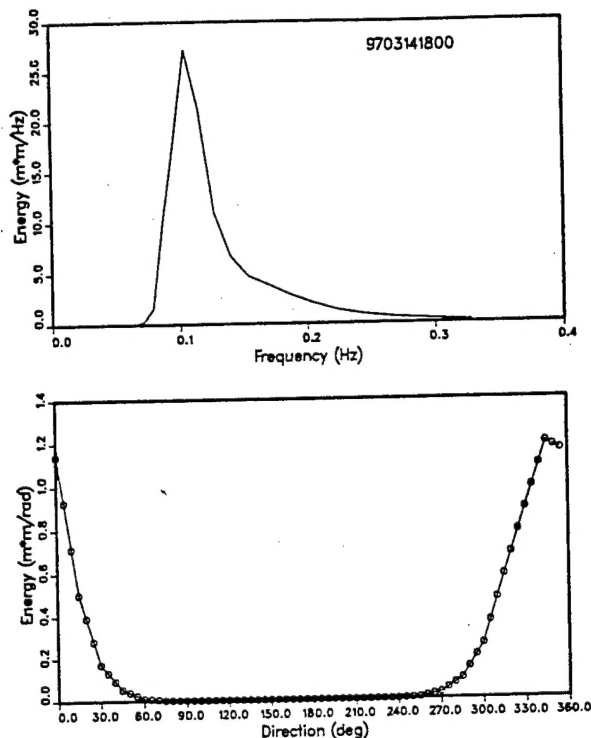 9703141800
Energy (m*m/Hz)
30.0
25.0
20.0
15.0
10.0
5.0
0.0
0.0 0.1 0.2 0.3 0.4
Frequency (Hz)
Energy (m*m/rad)
1.4
1.2
1.0
0.8
0.6
0.4
0.2
0.0
0.0 30.0 60.0 90.0 120.0 150.0 180.0 210.0 240.0 270.0 300.0 330.0 360.0
Direction (deg)